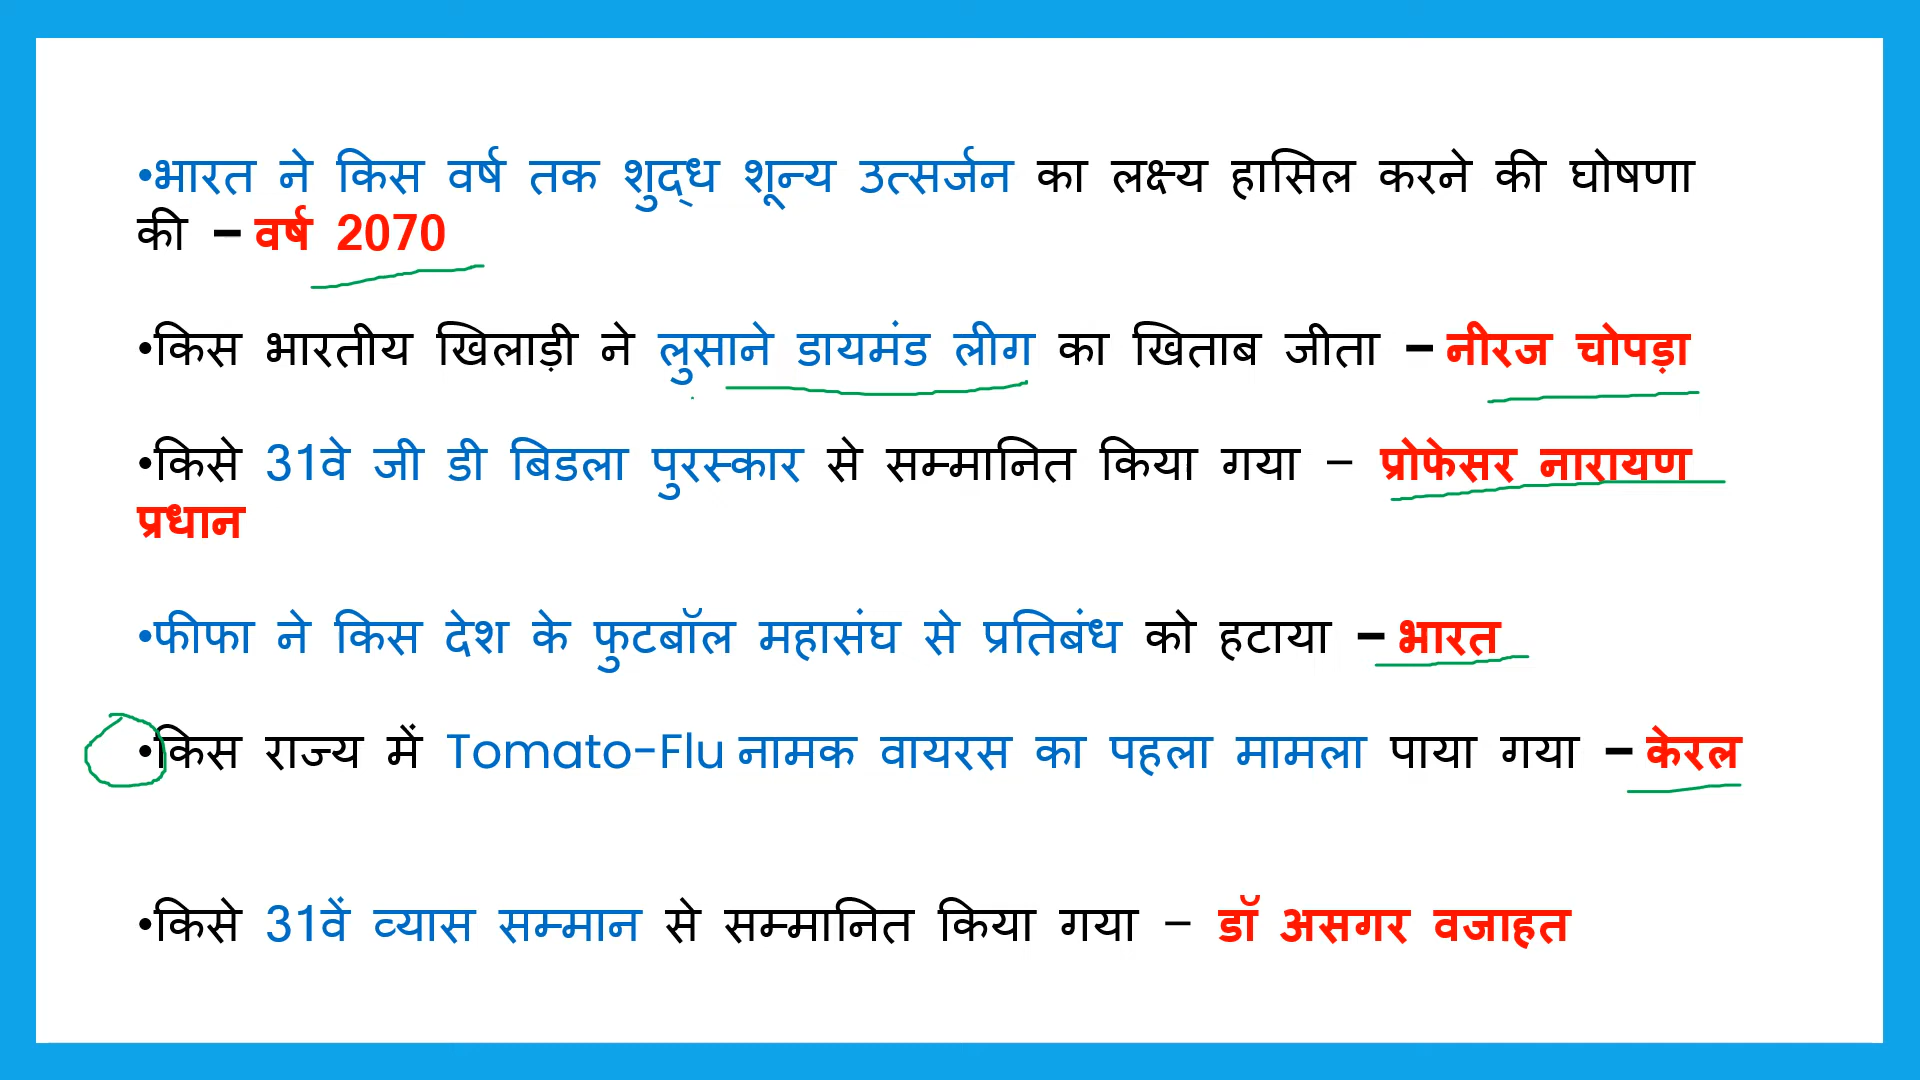 •भारत ने किस वर्ष तक शुद्ध शून्य उत्सर्जन का लक्ष्य हासिल करने की घोषणा
की – वर्ष 2070
•किस भारतीय खिलाड़ी ने लुसाने डायमंड लीग का खिताब जीता – नीरज चोपड़ा
•किसे 31वे जी डी बिडला पुरस्कार से सम्मानित किया गया – प्रोफेसर नारायण
प्रधान
•फीफा ने किस देश के फुटबॉल महासंघ से प्रतिबंध को हटाया – भारत
•किस राज्य में Tomato-Flu नामक वायरस का पहला मामला पाया गया – केरल
•किसे 31वें व्यास सम्मान से सम्मानित किया गया – डॉ असगर वजाहत